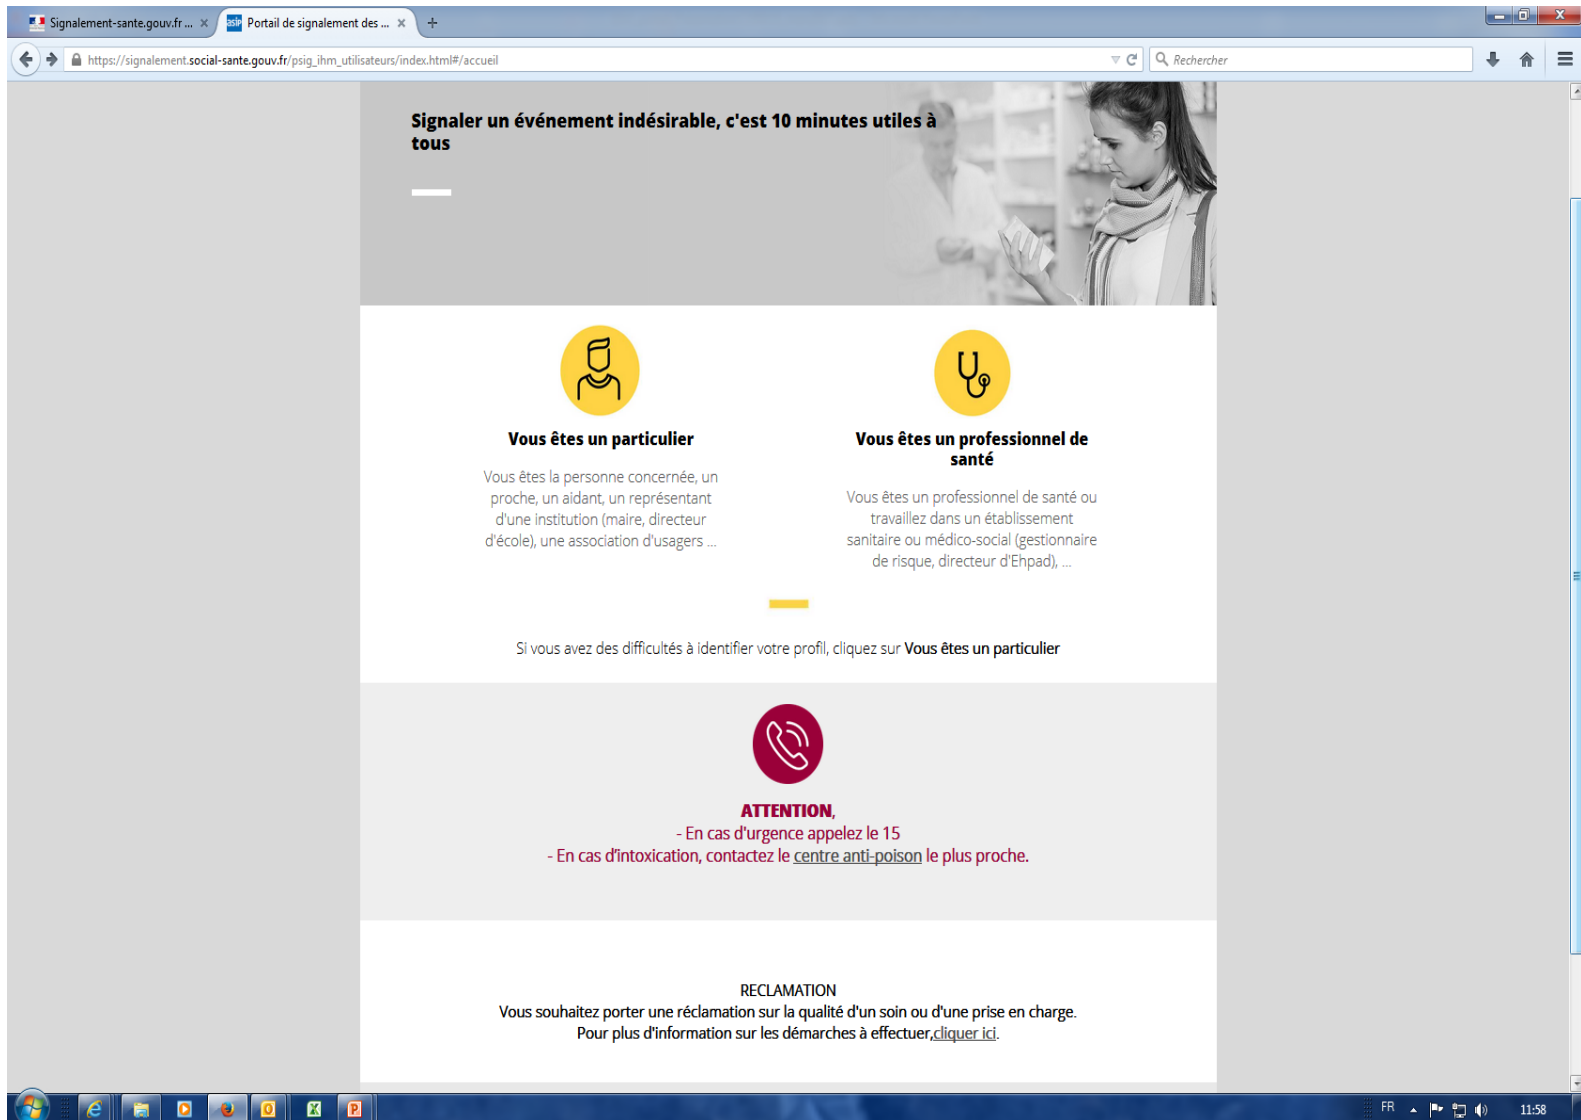 Signalement-sante.gouv.fr ...
asip Portail de signalement des ...
https://signalement.social-sante.gouv.fr/psig_ihm_utilisateurs/index.html#/accueil
Rechercher
Signaler un événement indésirable, c'est 10 minutes utiles à
tous
Vous êtes un particulier
Vous êtes la personne concernée, un
proche, un aidant, un représentant
d'une institution (maire, directeur
d'école), une association d'usagers ...
Vous êtes un professionnel de
santé
Vous êtes un professionnel de santé ou
travaillez dans un établissement
sanitaire ou médico-social (gestionnaire
de risque, directeur d'Ehpad), ...
Si vous avez des difficultés à identifier votre profil, cliquez sur Vous êtes un particulier
ATTENTION,
- En cas d'urgence appelez le 15
- En cas d'intoxication, contactez le centre anti-poison le plus proche.
RECLAMATION
Vous souhaitez porter une réclamation sur la qualité d'un soin ou d'une prise en charge.
Pour plus d'information sur les démarches à effectuer,cliquer ici.
FR
11:58